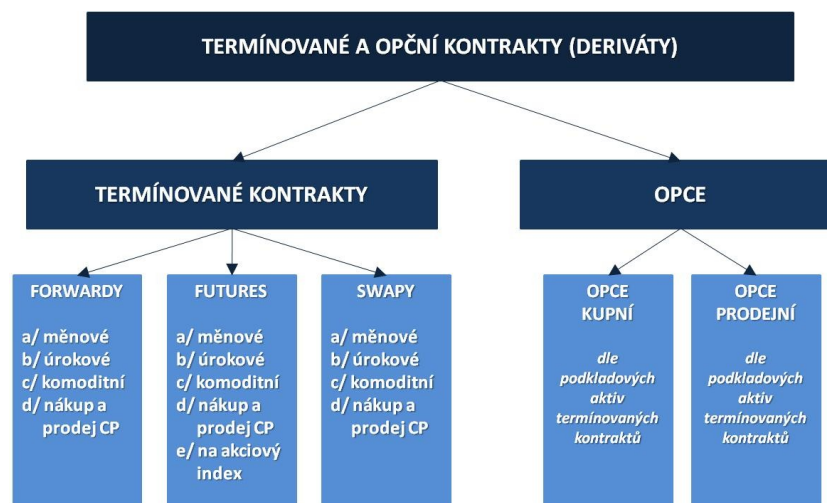 TERMÍNOVANÉ A OPČNÍ KONTRAKTY (DERIVÁTY)
TERMÍNOVANÉ KONTRAKTY
OPCE
FORWARDY
a/ měnové
b/ úrokové
c/ komoditní
d/ nákup a
prodej CP
FUTURES
a/ měnové
b/ úrokové
c/ komoditní
d/ nákup a
prodej CP
e/ na akciový
index
SWAPY
a/ měnové
b/ úrokové
c/ komoditní
d/ nákup a
prodej CP
OPCE
KUPNÍ
dle
podkladových
aktiv
termínovaných
kontraktů
OPCE
PRODEJNÍ
dle
podkladových
aktiv
termínovaných
kontraktů